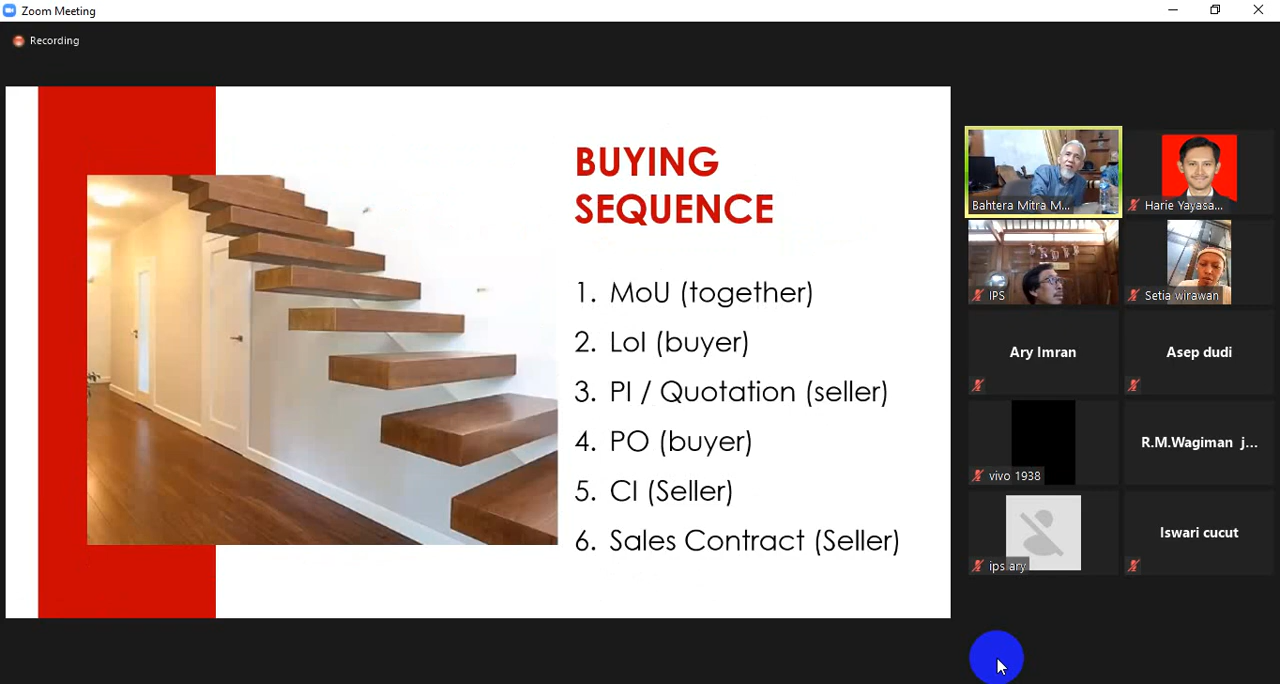 Zoom Meeting
Recording
BUYING
SEQUENCE
1. MoU (together)
2. LoI (buyer)
3. PI / Quotation (seller)
4. PO (buyer)
5. CI (Seller)
6. Sales Contract (Seller)
Bahtera Mitra M...
Harie Yayasa...
IPS
Setia wirawan
Ary Imran
Asep dudi
vivo 1938
R.M.Wagiman j...
ips ary
Iswari cucut